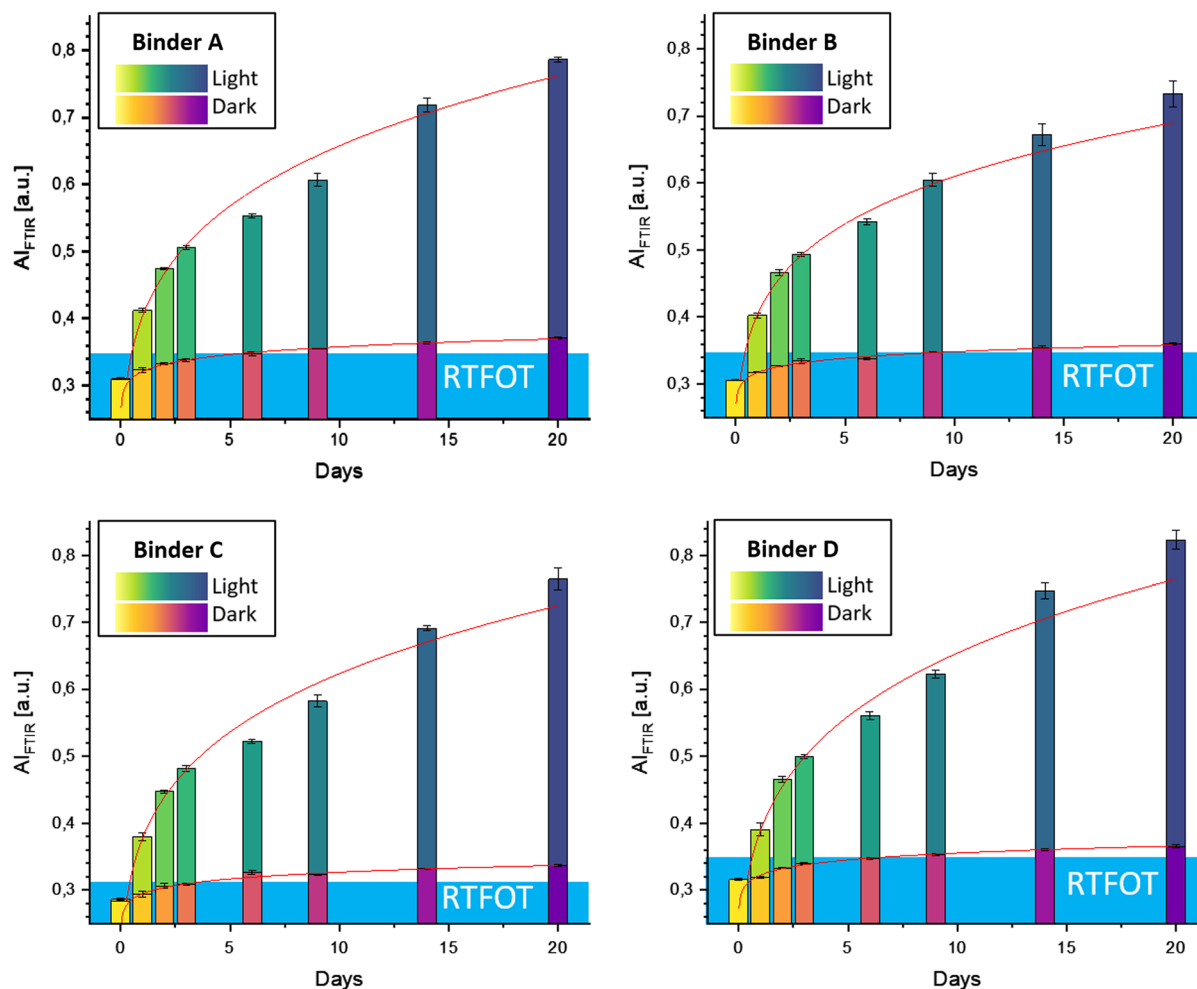 Binder A
Light
Dark
0,8
0,7
0,6
0,5
0,4
0,3
AI_FTIR [a.u.]
RTFOT
0
5
10
15
20
Days
Binder B
Light
Dark
0,8
0,7
0,6
0,5
0,4
0,3
AI_FTIR [a.u.]
RTFOT
0
5
10
15
20
Days
Binder C
Light
Dark
0,8
0,7
0,6
0,5
0,4
0,3
AI_FTIR [a.u.]
RTFOT
0
5
10
15
20
Days
Binder D
Light
Dark
0,8
0,7
0,6
0,5
0,4
0,3
AI_FTIR [a.u.]
RTFOT
0
5
10
15
20
Days